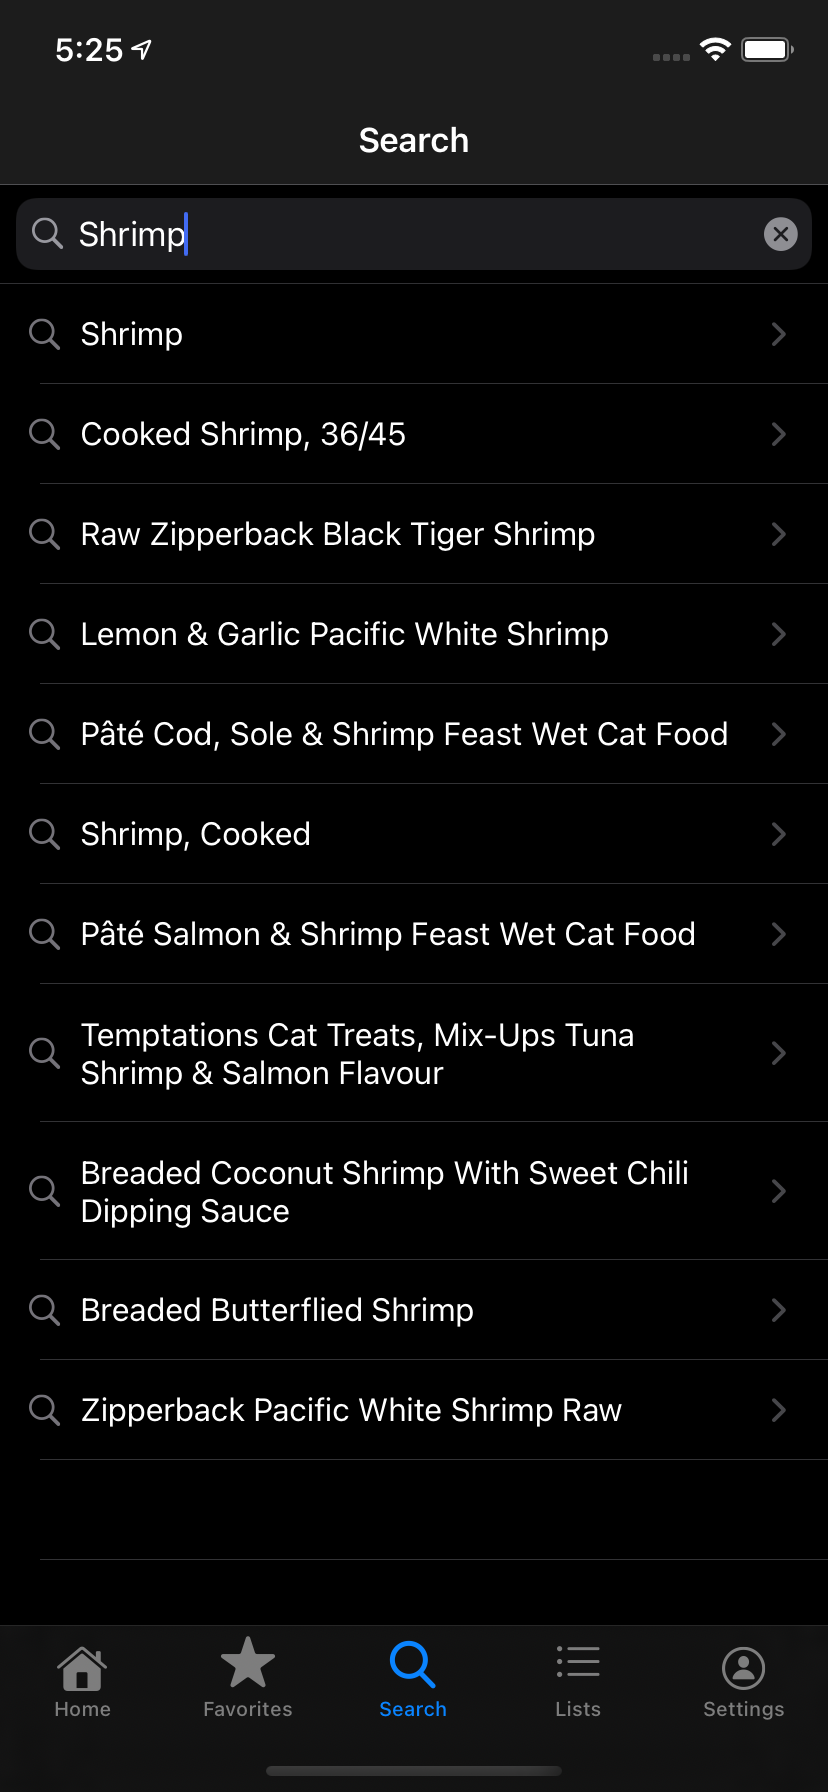 5:25
Search
Shrimp
Shrimp
Cooked Shrimp, 36/45
Raw Zipperback Black Tiger Shrimp
Lemon & Garlic Pacific White Shrimp
Pâté Cod, Sole & Shrimp Feast Wet Cat Food
Shrimp, Cooked
Pâté Salmon & Shrimp Feast Wet Cat Food
Temptations Cat Treats, Mix-Ups Tuna
Shrimp & Salmon Flavour
Breaded Coconut Shrimp With Sweet Chili
Dipping Sauce
Breaded Butterflied Shrimp
Zipperback Pacific White Shrimp Raw
Home Favorites Search Lists Settings